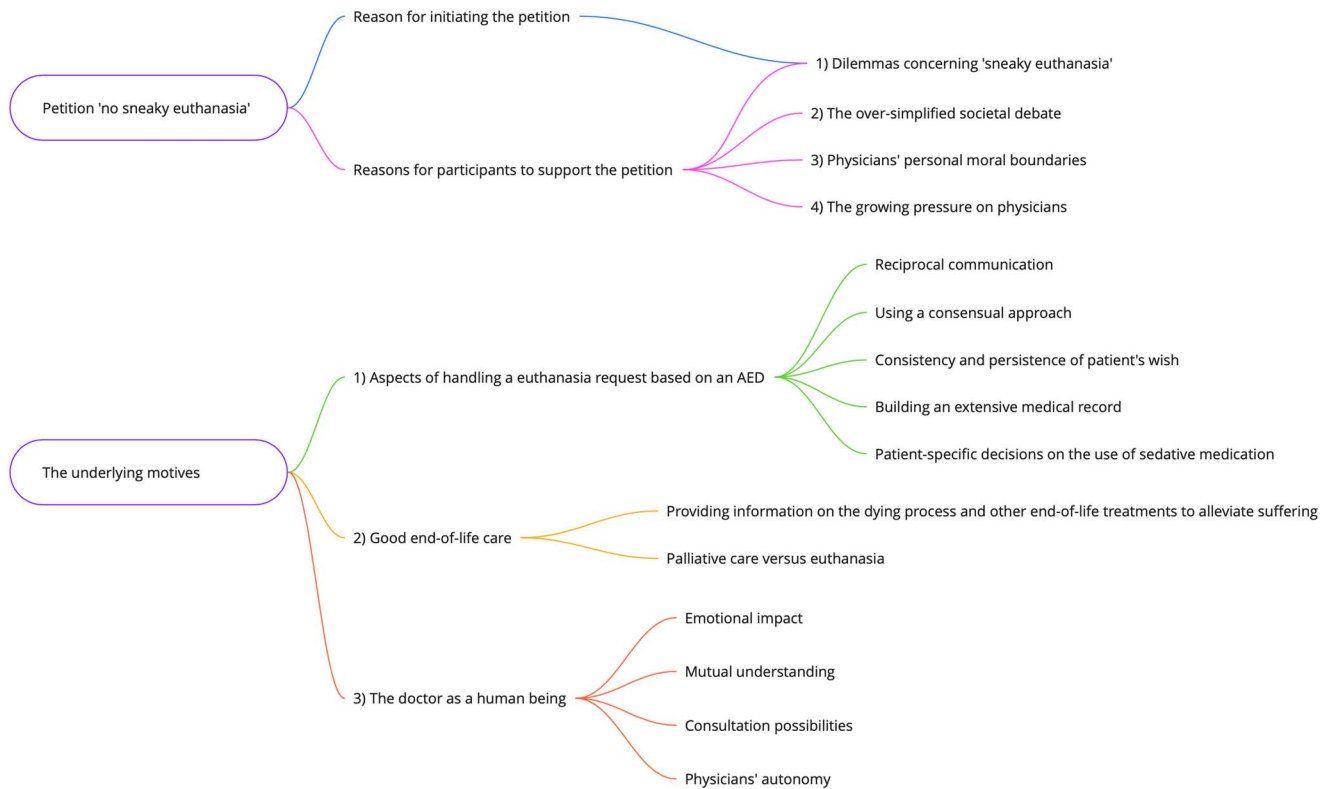 Petition 'no sneaky euthanasia'
Reason for initiating the petition
Reasons for participants to support the petition
1) Dilemmas concerning 'sneaky euthanasia'
2) The over-simplified societal debate
3) Physicians' personal moral boundaries
4) The growing pressure on physicians
The underlying motives
1) Aspects of handling a euthanasia request based on an AED
Reciprocal communication
Using a consensual approach
Consistency and persistence of patient's wish
Building an extensive medical record
Patient-specific decisions on the use of sedative medication
2) Good end-of-life care
Providing information on the dying process and other end-of-life treatments to alleviate suffering
Palliative care versus euthanasia
3) The doctor as a human being
Emotional impact
Mutual understanding
Consultation possibilities
Physicians' autonomy